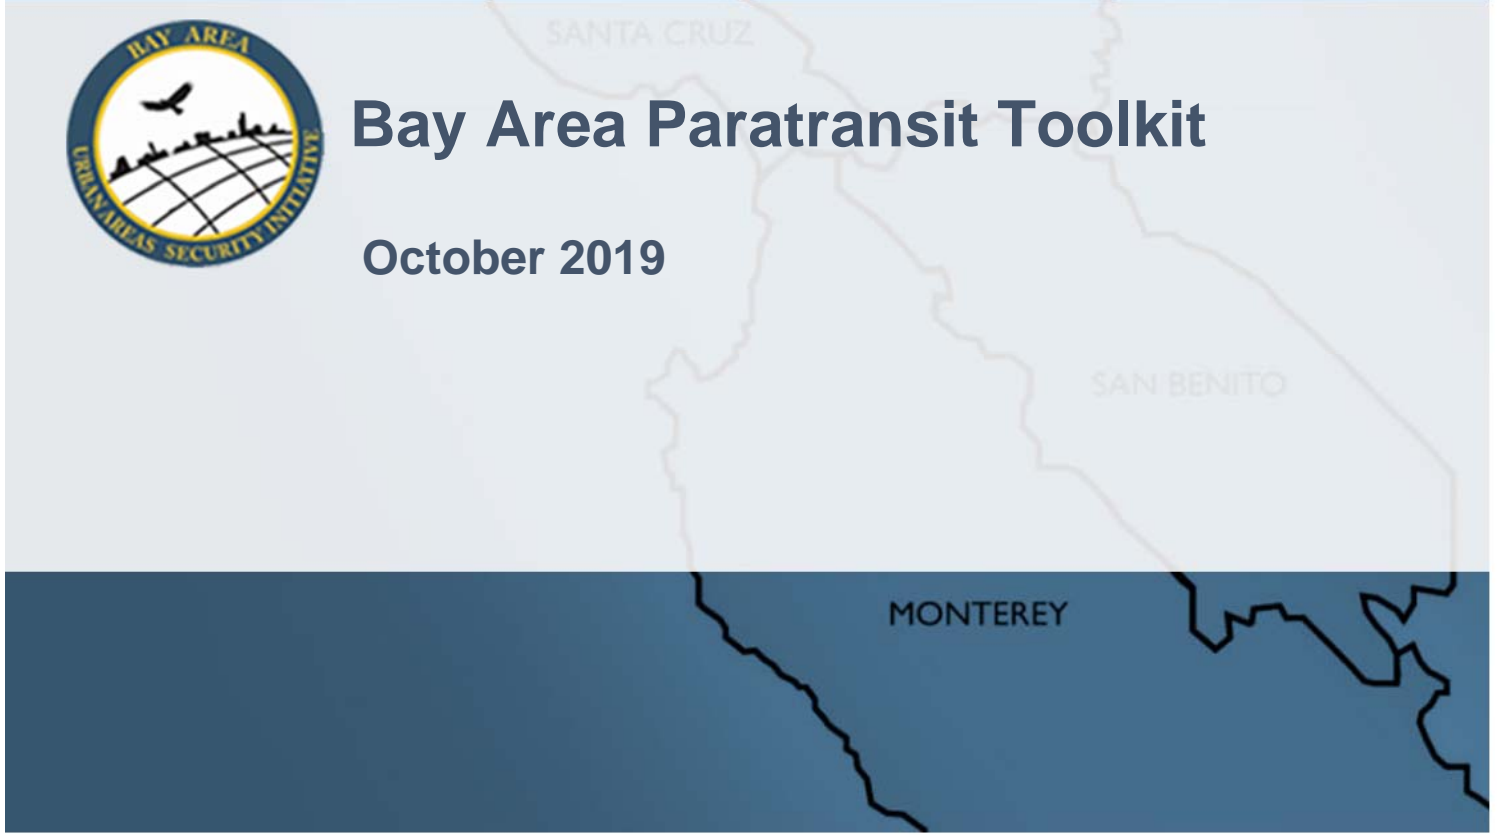 SANTA CRUZ
BAY AREA
URBAN AREAS SECURITY INITIATIVE
Bay Area Paratransit Toolkit
October 2019
SAN BENITO
MONTEREY